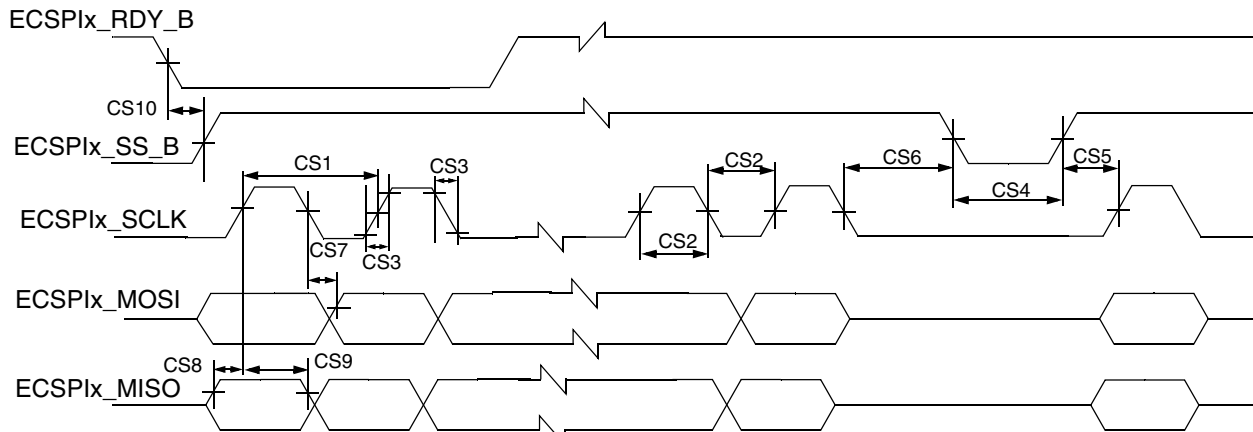 ECSPIx_RDY_B
CS10
ECSPIx_SS_B
CS1
CS3
CS2
CS6
CS5
CS4
ECSPIx_SCLK
CS7
CS3
CS2
ECSPIx_MOSI
CS8
CS9
ECSPIx_MISO